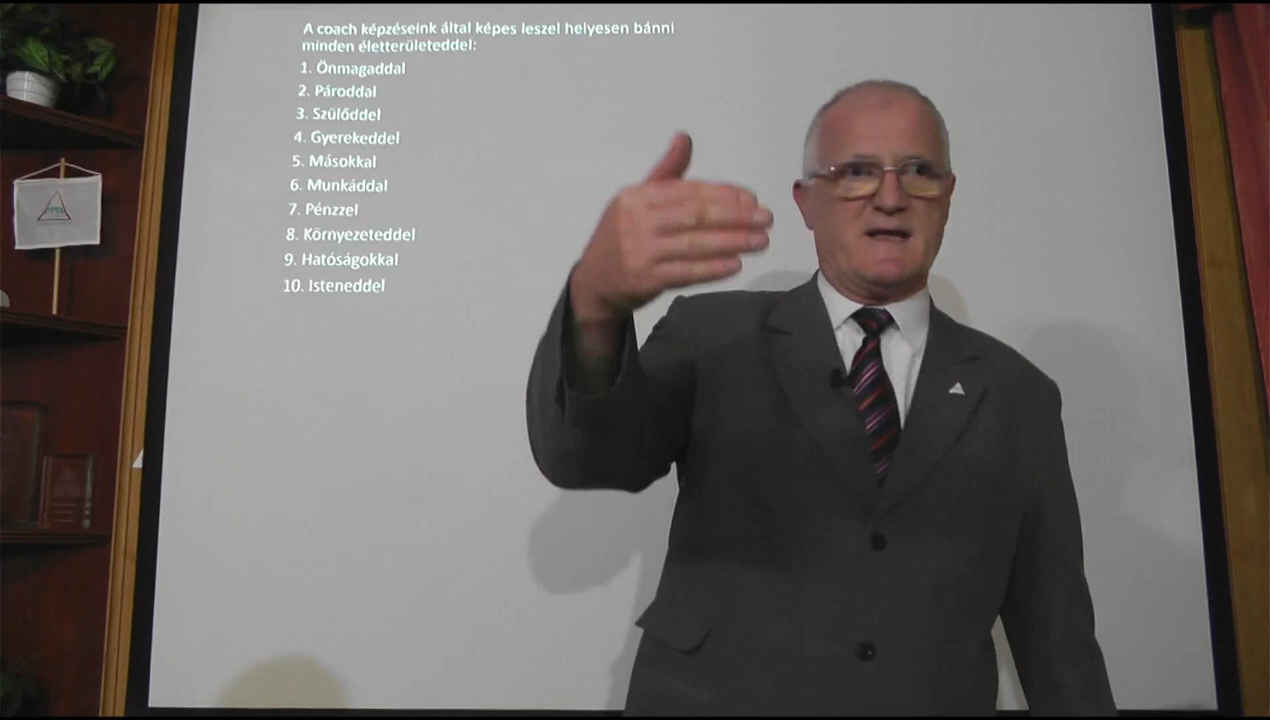 A coach képzéseink által képes leszel helyesen bánni
minden életterületeddel:
1. Önmagaddal
2. Pároddal
3. Szülőddel
4. Gyerekeddel
5. Másokkal
6. Munkáddal
7. Pénzzel
8. Környezeteddel
9. Hatóságokkal
10. Isteneddel